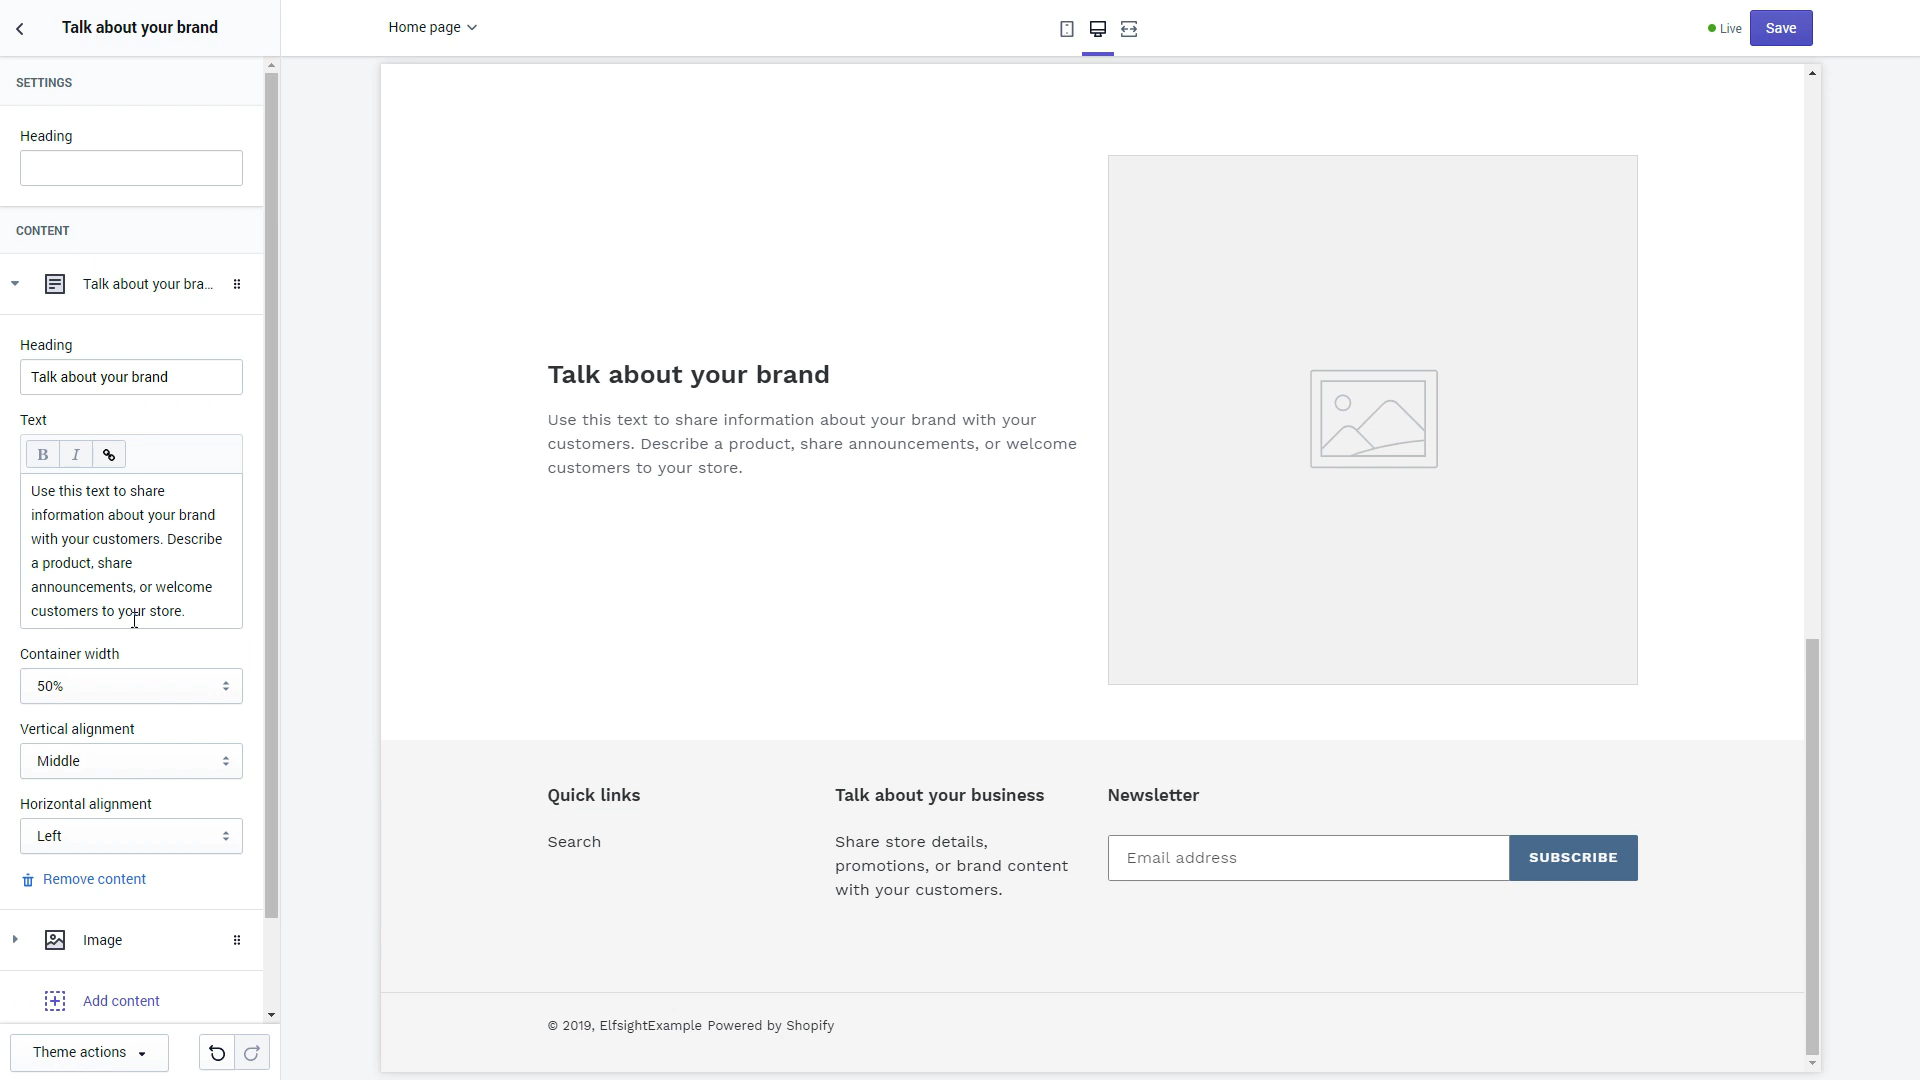 Talk about your brand
Home page
Live
Save
SETTINGS
Heading
CONTENT
Talk about your bra...
Heading
Talk about your brand
Text
B I
Use this text to share
information about your brand
with your customers. Describe
a product, share
announcements, or welcome
customers to your store.
Container width
50%
Vertical alignment
Middle
Horizontal alignment
Left
Remove content
Image
Add content
Theme actions
Talk about your brand
Use this text to share information about your brand with your
customers. Describe a product, share announcements, or welcome
customers to your store.
Quick links
Search
Talk about your business
Share store details,
promotions, or brand content
with your customers.
Newsletter
Email address
SUBSCRIBE
© 2019, ElfsightExample Powered by Shopify